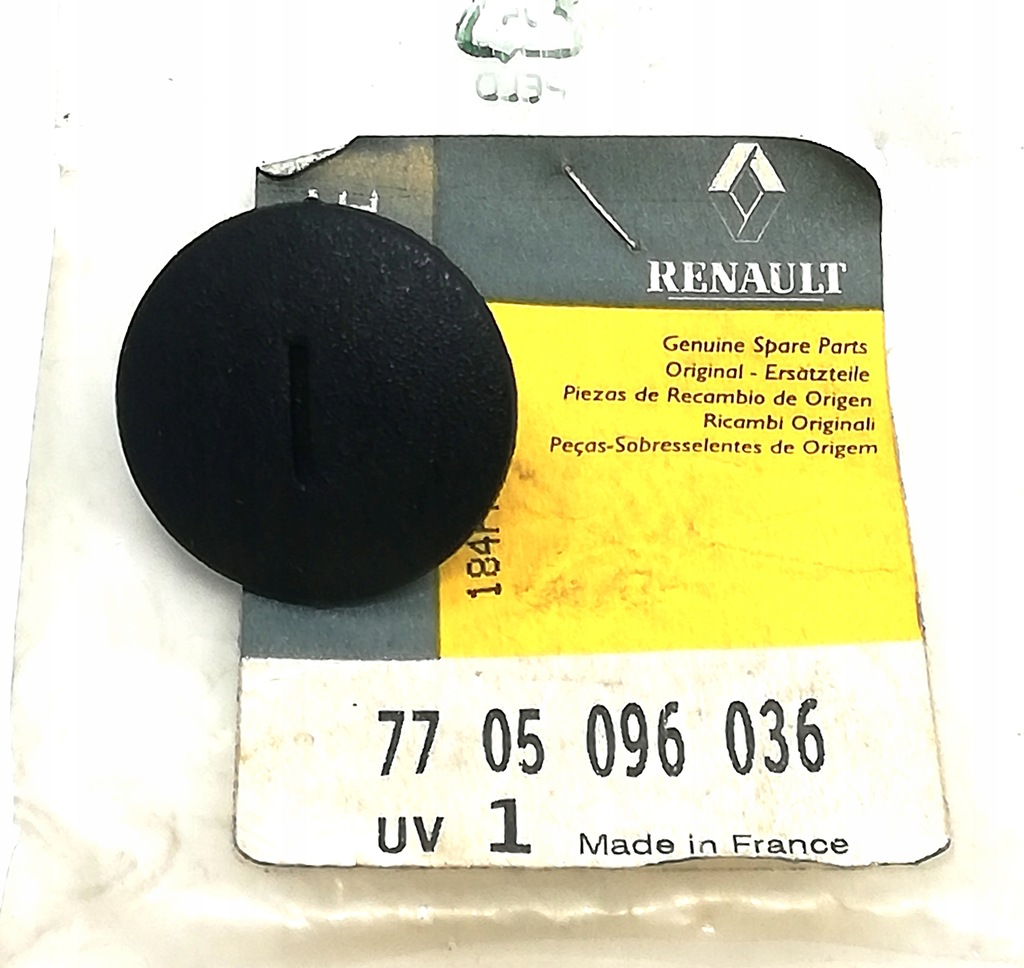 RENAULT
Genuine Spare Parts
Original - Ersatzteile
Piezas de Recambio de Origen
Ricambi Originali
Peças-Sobresselentes de Origem
184
77 05 096 036
UV 1 Made in France